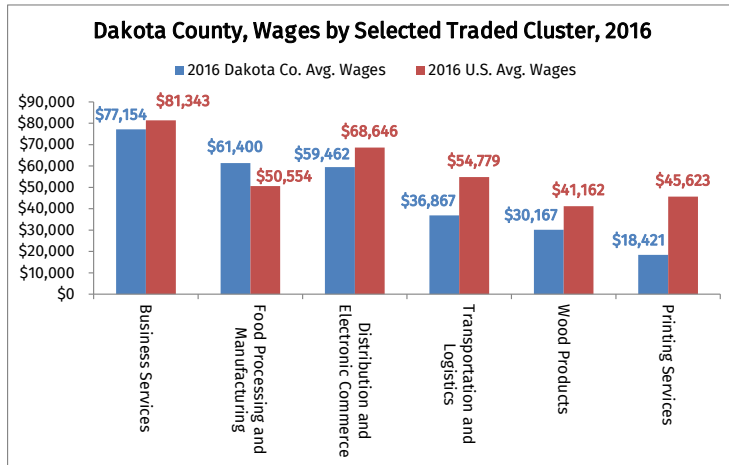 Dakota County, Wages by Selected Traded Cluster, 2016
2016 Dakota Co. Avg. Wages
2016 U.S. Avg. Wages
$90,000
$80,000
$70,000
$60,000
$50,000
$40,000
$30,000
$20,000
$10,000
$0
$77,154
$81,343
$61,400
$50,554
$59,462
$68,646
$36,867
$54,779
$30,167
$41,162
$18,421
$45,623
Business Services
Food Processing and
Manufacturing
Distribution and
Electronic Commerce
Transportation and
Logistics
Wood Products
Printing Services